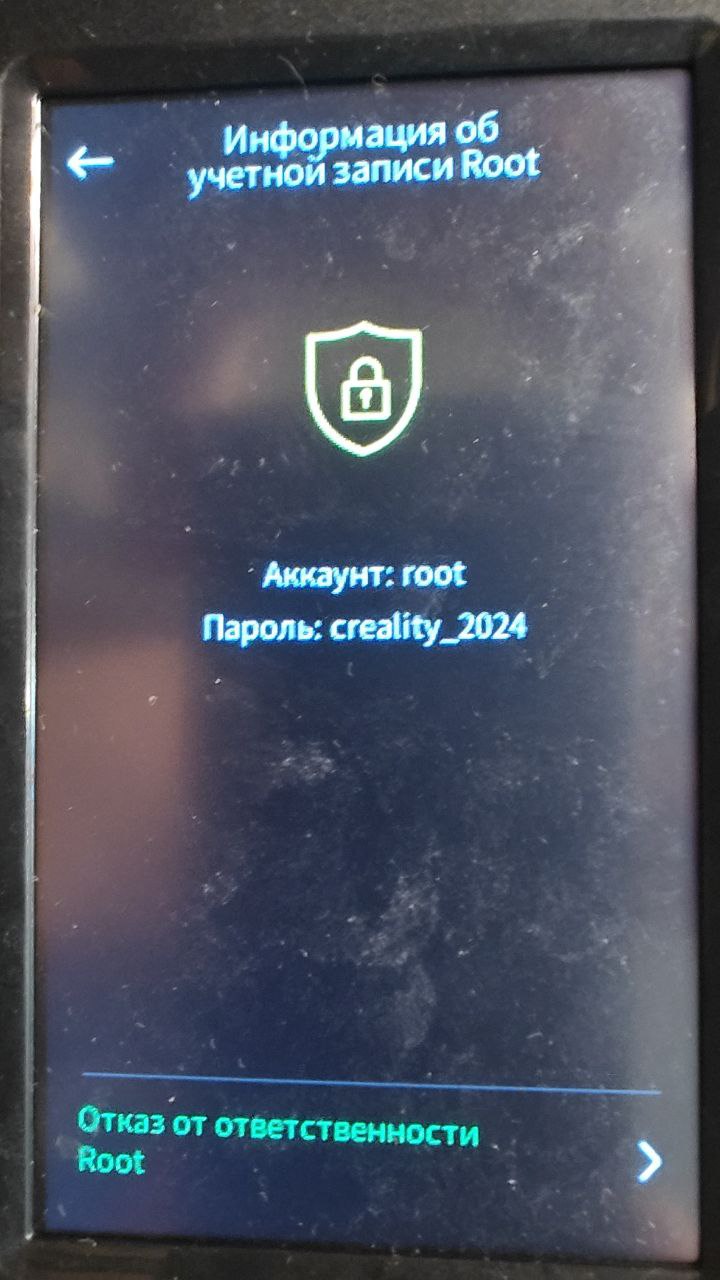 Информация об
учетной записи Root
Аккаунт: root
Пароль: creality_2024
Отказ от ответственности
Root